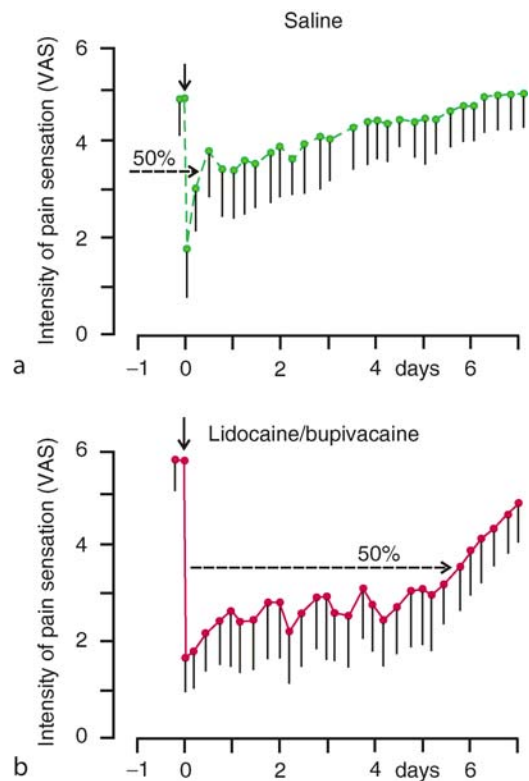 Saline
Intensity of pain sensation (VAS)
6
4
2
0
50%
a
−1 0 2 4 days 6
Lidocaine/bupivacaine
Intensity of pain sensation (VAS)
6
4
2
0
50%
b
−1 0 2 4 days 6